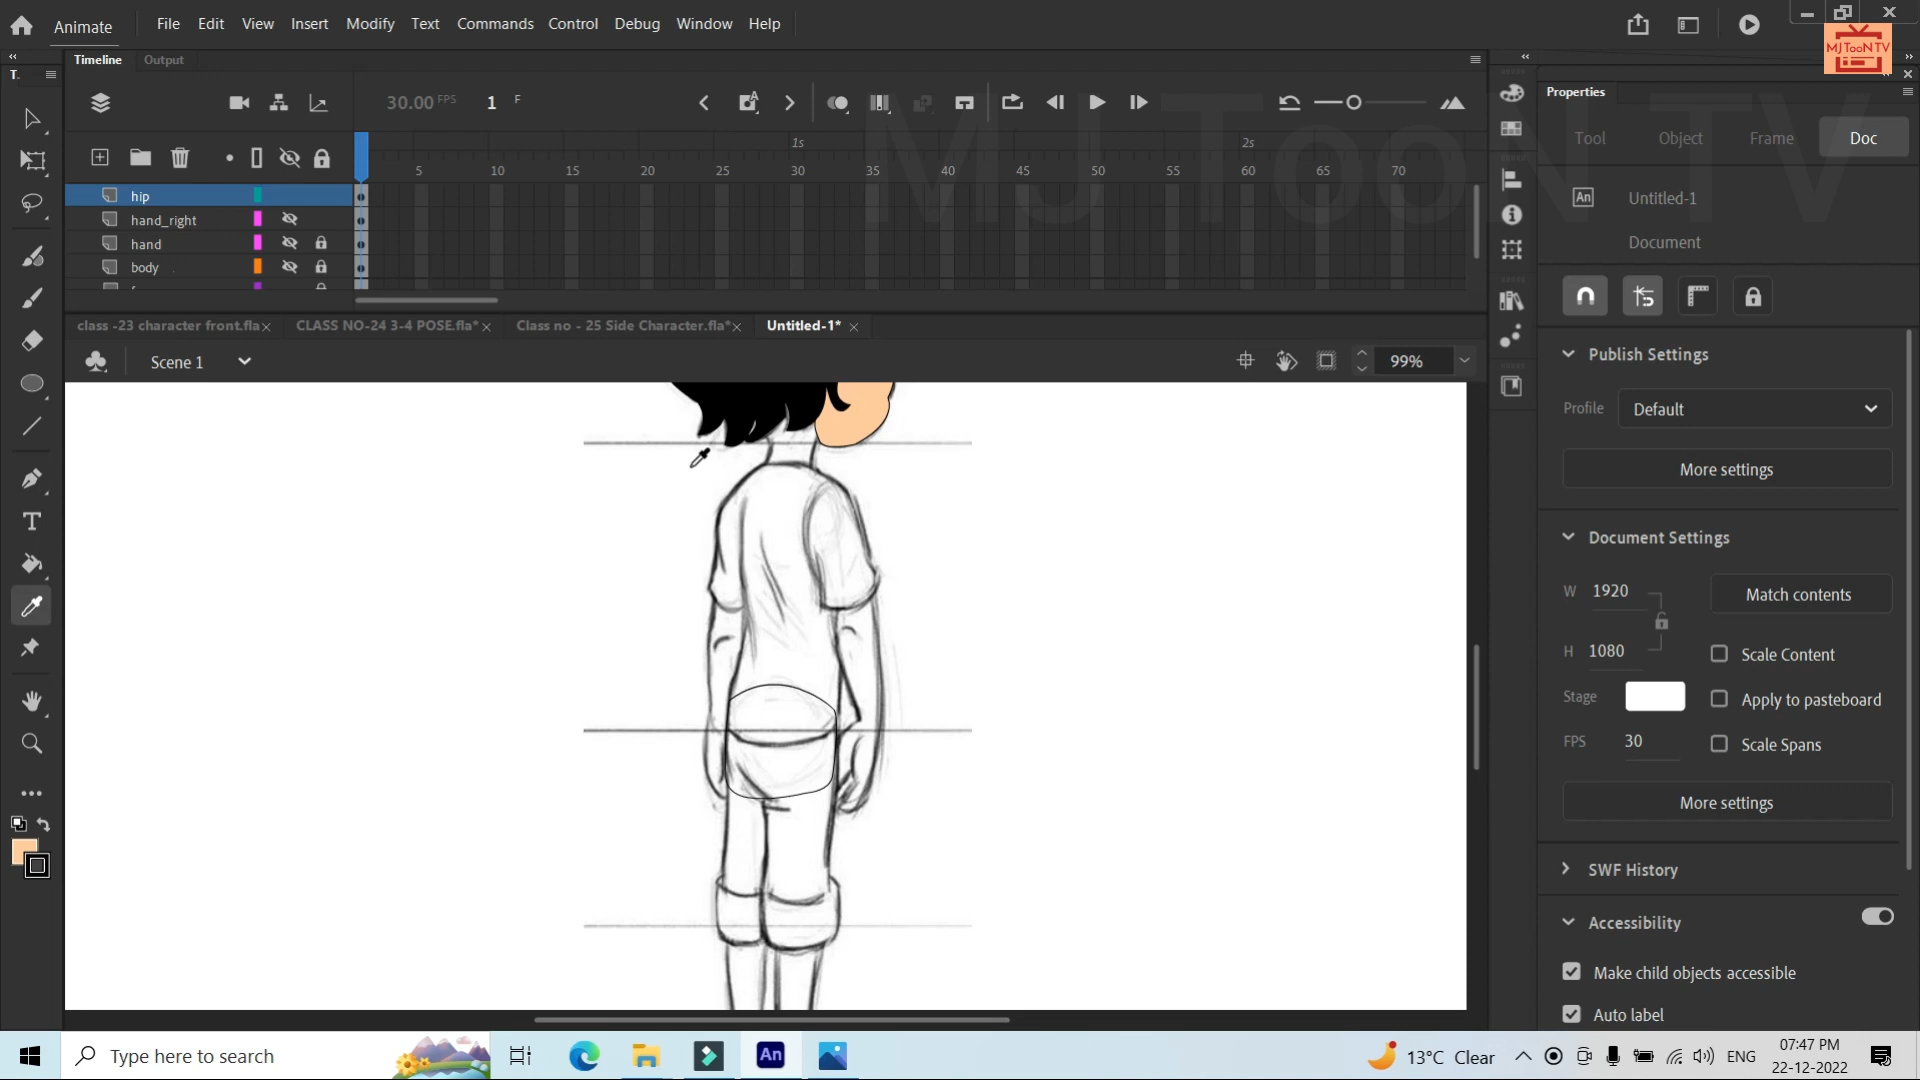 Animate File Edit View Insert Modify Text Commands Control Debug Window Help
MJTooN TV
Timeline Output
T.
Properties
30.00 FPS 1 F
Tool Object Frame Doc
1s 2s
5 10 15 20 25 30 35 40 45 50 55 60 65 70
MJ TooN TV
hip
hand_right
hand
body
An Untitled-1
Document
class -23 character front.fla× CLASS NO-24 3-4 POSE.fla*× Class no - 25 Side Character.fla*× Untitled-1* ×
Scene 1
99%
Publish Settings
Profile Default
More settings
Document Settings
W 1920
Match contents
H 1080
Scale Content
Stage
Apply to pasteboard
FPS 30
Scale Spans
More settings
SWF History
Accessibility
Make child objects accessible
Auto label
T
Type here to search
An
13°C Clear
ENG
07:47 PM
22-12-2022